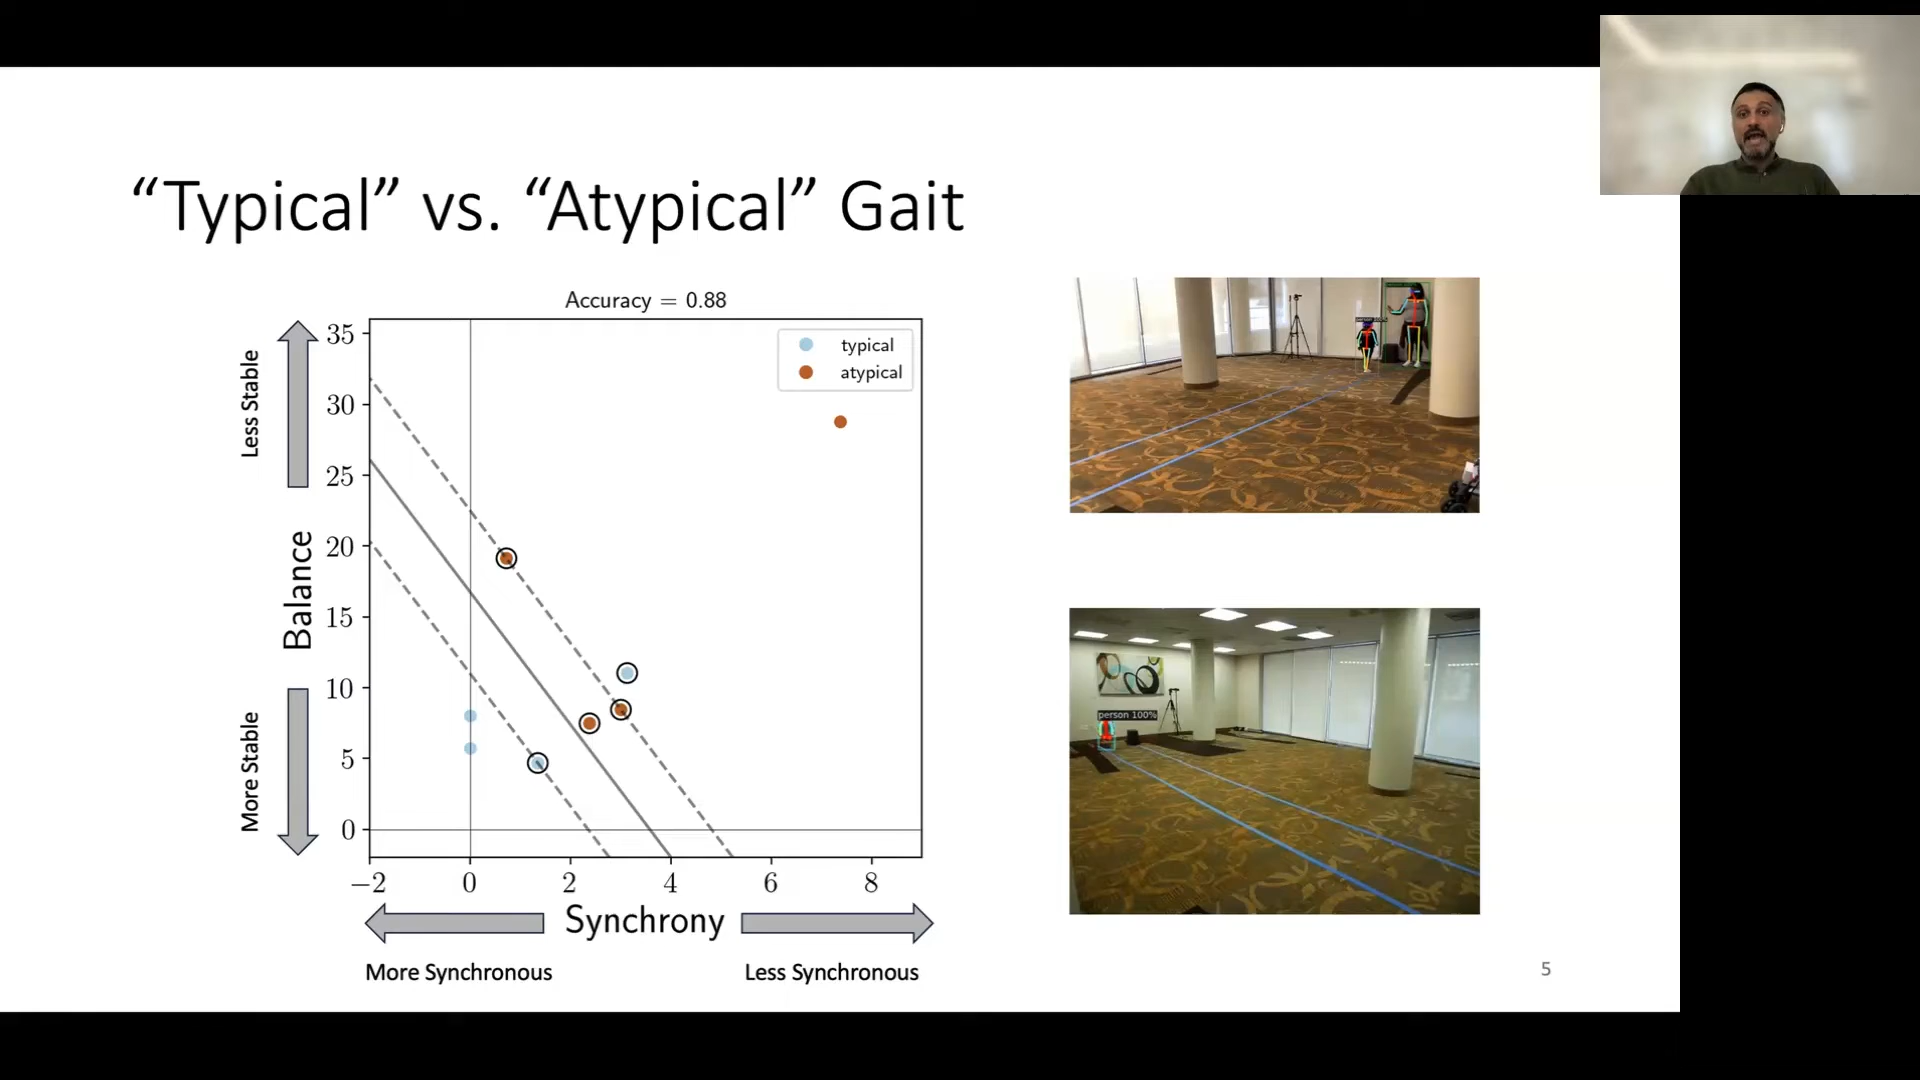 “Typical” vs. “Atypical” Gait
Accuracy = 0.88
typical
atypical
35
30
25
20
15
10
5
0
Less Stable
Balance
More Stable
−2
0
2
4
6
8
Synchrony
More Synchronous
Less Synchronous
person 100%
5